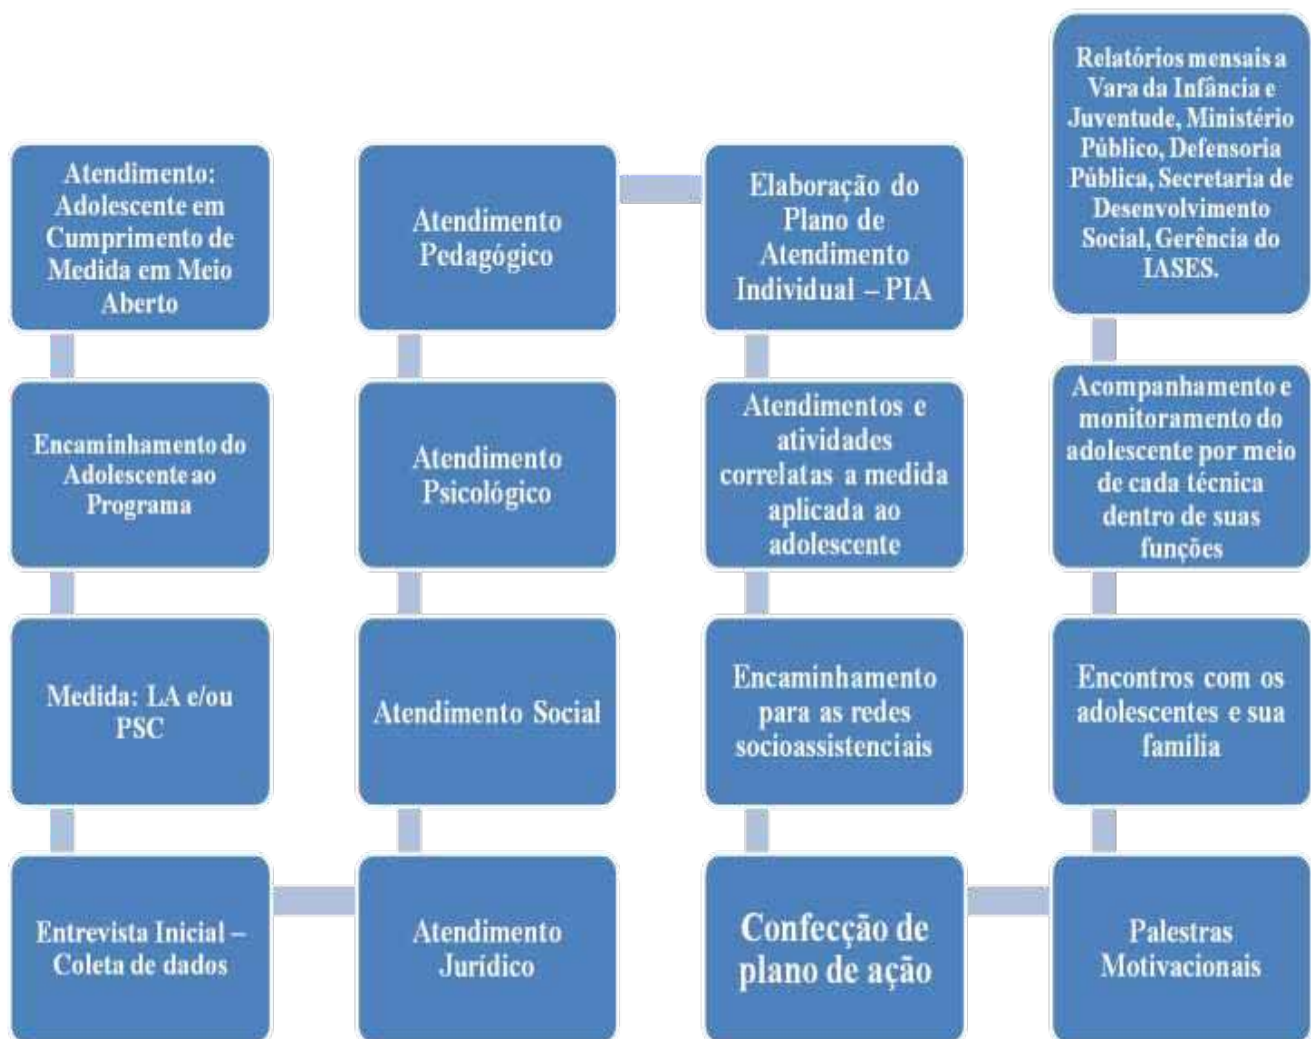 Atendimento:
Adolescente em
Cumprimento de
Medida em Meio
Aberto
Encaminhamento do
Adolescente ao
Programa
Medida: LA e/ou
PSC
Entrevista Inicial –
Coleta de dados
Atendimento
Jurídico
Atendimento Social
Atendimento
Psicológico
Atendimento
Pedagógico
Elaboração do
Plano de
Atendimento
Individual – PIA
Atendimentos e
atividades
correlatas a medida
aplicada ao
adolescente
Encaminhamento
para as redes
socioassistenciais
Confecção de
plano de ação
Palestras
Motivacionais
Encontros com os
adolescentes e sua
família
Acompanhamento e
monitoramento do
adolescente por meio
de cada técnica
dentro de suas
funções
Relatórios mensais a
Vara da Infância e
Juventude, Ministério
Público, Defensoria
Pública, Secretaria de
Desenvolvimento
Social, Gerência do
IASES.